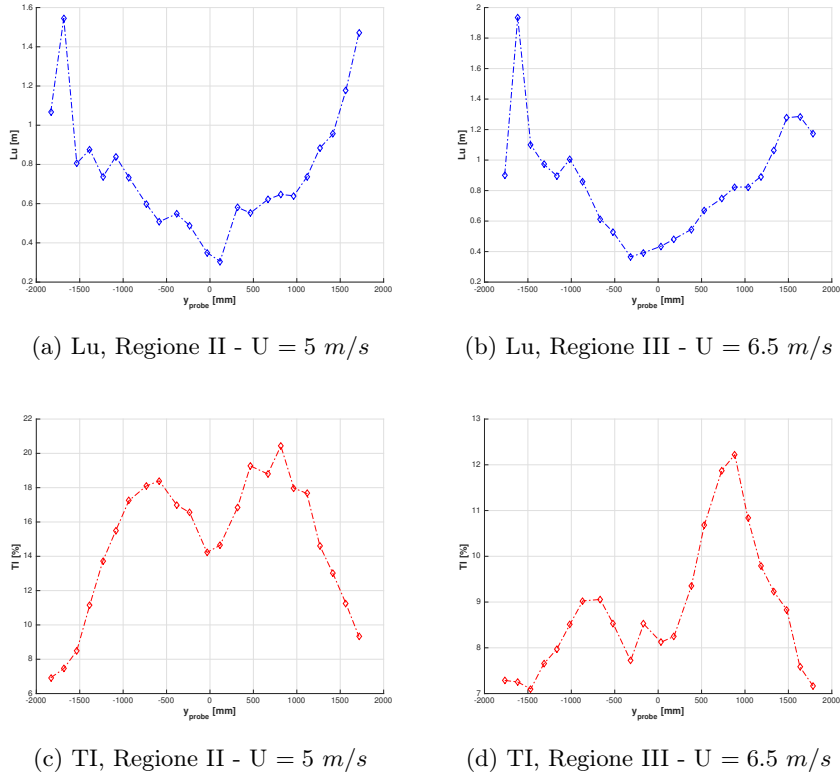 1.6
1.4
1.2
1
0.8
0.6
0.4
0.2
Lu [m]
-2000 -1500 -1000 -500 0 500 1000 1500 2000
y_probe [mm]
2
1.8
1.6
1.4
1.2
1
0.8
0.6
0.4
0.2
Lu [m]
-2000 -1500 -1000 -500 0 500 1000 1500 2000
y_probe [mm]
(a) Lu, Regione II - U = 5 m/s
(b) Lu, Regione III - U = 6.5 m/s
22
20
18
16
14
12
10
8
6
TI [%]
-2000 -1500 -1000 -500 0 500 1000 1500 2000
y_probe [mm]
13
12
11
10
9
8
7
TI [%]
-2000 -1500 -1000 -500 0 500 1000 1500 2000
y_probe [mm]
(c) TI, Regione II - U = 5 m/s
(d) TI, Regione III - U = 6.5 m/s